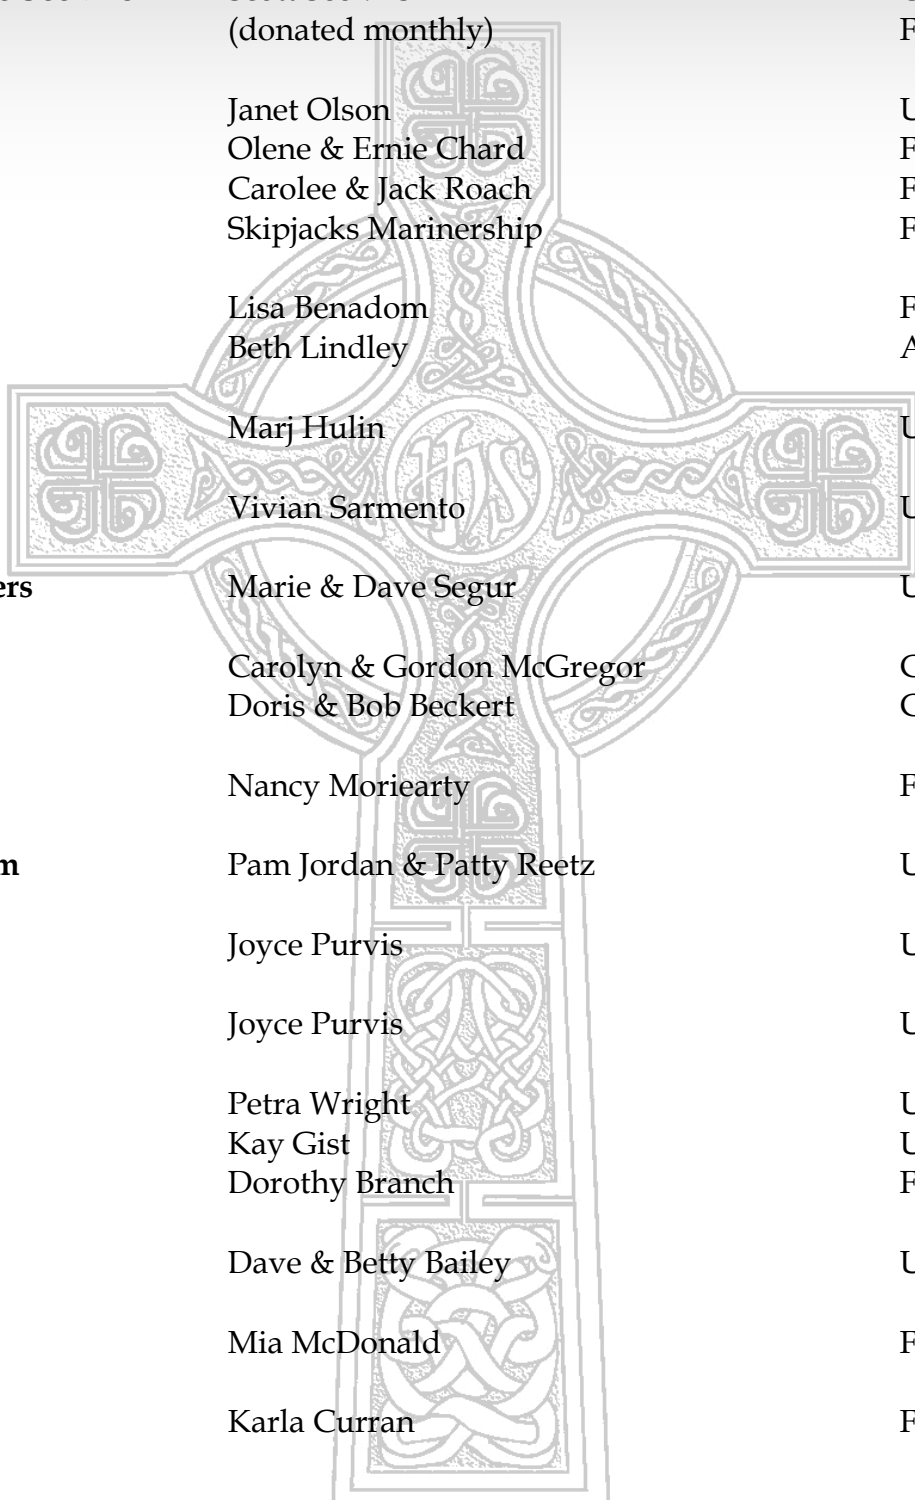 (donated monthly) F
Janet Olson U
Olene & Ernie Chard F
Carolee & Jack Roach F
Skipjacks Marinership F
Lisa Benadom F
Beth Lindley A
Marj Hulin U
IHS
Vivian Sarmento U
ers Marie & Dave Segur U
Carolyn & Gordon McGregor C
Doris & Bob Beckert C
Nancy Moriearty F
m Pam Jordan & Patty Reetz U
Joyce Purvis U
Joyce Purvis U
Petra Wright U
Kay Gist U
Dorothy Branch F
Dave & Betty Bailey U
Mia McDonald F
Karla Curran F